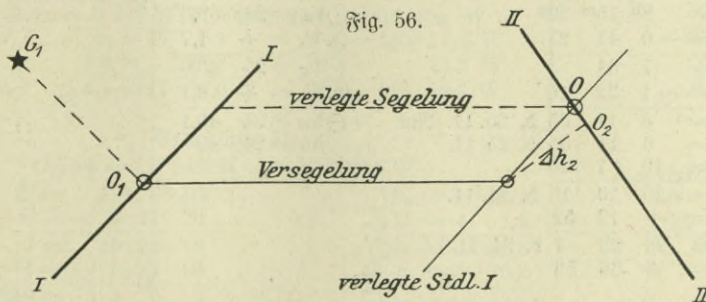 Fig. 56.
G₁
I
II
verlegte Segelung
O
O₂
Δh₂
O₁
Versegelung
I
verlegte Stdl. I
II